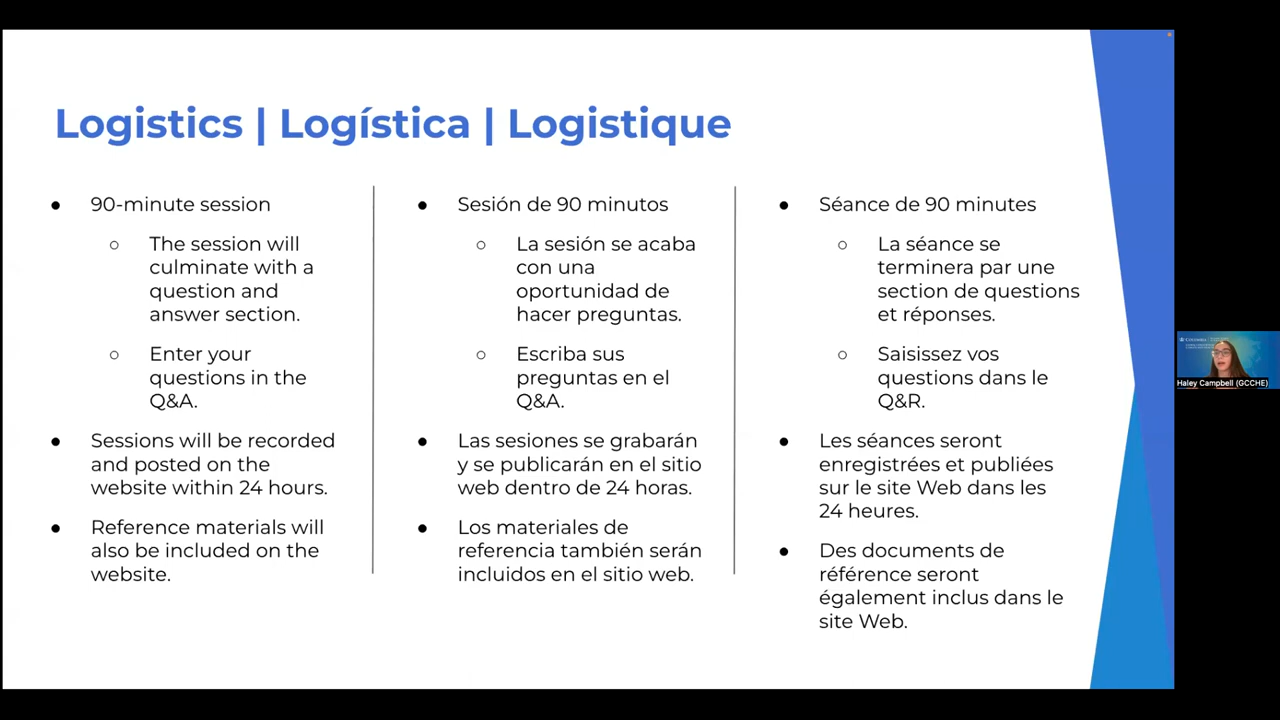 Logistics | Logística | Logistique
90-minute session
The session will
culminate with a
question and
answer section.
Enter your
questions in the
Q&A.
Sessions will be recorded
and posted on the
website within 24 hours.
Reference materials will
also be included on the
website.
Sesión de 90 minutos
La sesión se acaba
con una
oportunidad de
hacer preguntas.
Escriba sus
preguntas en el
Q&A.
Las sesiones se grabarán
y se publicarán en el sitio
web dentro de 24 horas.
Los materiales de
referencia también serán
incluidos en el sitio web.
Séance de 90 minutes
La séance se
terminera par une
section de questions
et réponses.
Saisissez vos
questions dans le
Q&R.
Les séances seront
enregistrées et publiées
sur le site Web dans les
24 heures.
Des documents de
référence seront
également inclus dans le
site Web.
Haley Campbell (GCCHE)